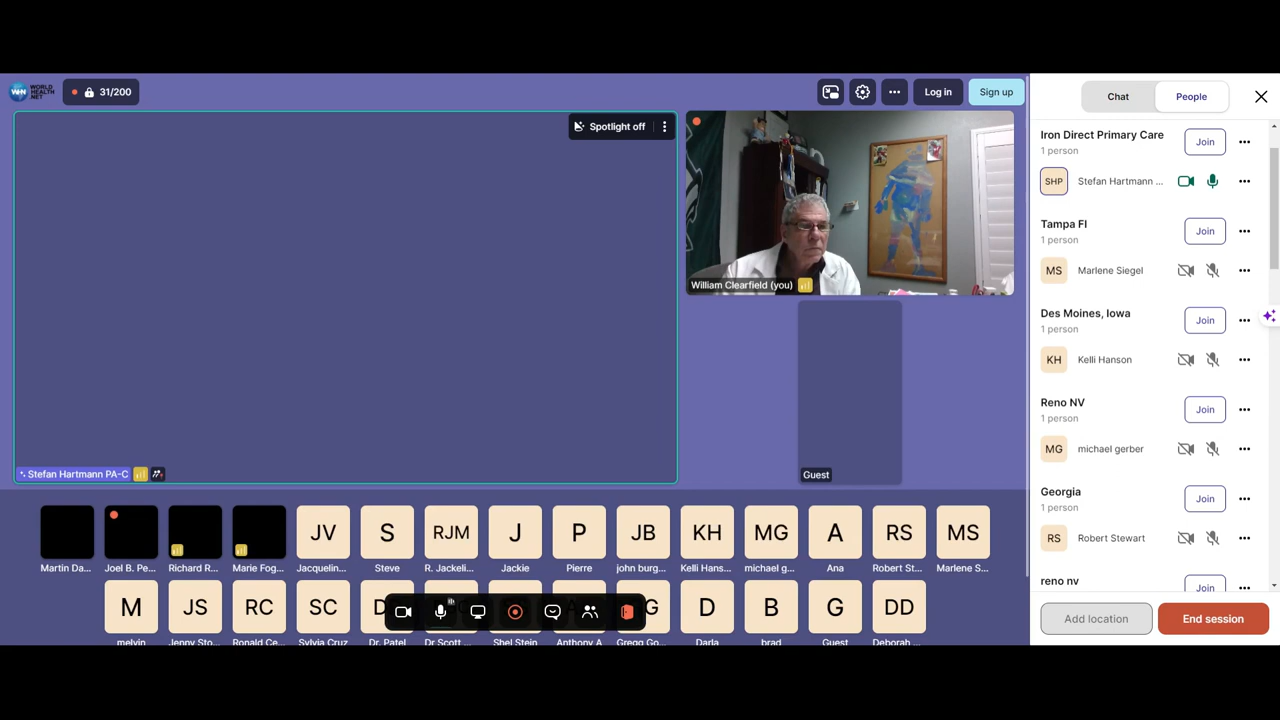 WHN WORLD HEALTH NET
31/200
Log in
Sign up
Chat
People
Spotlight off
Stefan Hartmann PA-C
William Clearfield (you)
Guest
Iron Direct Primary Care
1 person
Join
SHP
Stefan Hartmann ...
Tampa Fl
1 person
Join
MS
Marlene Siegel
Des Moines, Iowa
1 person
Join
KH
Kelli Hanson
Reno NV
1 person
Join
MG
michael gerber
Georgia
1 person
Join
RS
Robert Stewart
reno nv
Join
Add location
End session
JV
S
RJM
J
P
JB
KH
MG
A
RS
MS
Martin Da...
Joel B. Pe...
Richard R...
Marie Fog...
Jacquelin...
Steve
R. Jackeli...
Jackie
Pierre
john burg...
Kelli Hans...
michael g...
Ana
Robert St...
Marlene S...
M
JS
RC
SC
D
G
D
B
G
DD
melvin
Jenny Sto...
Ronald Ce...
Sylvia Cruz
Dr. Patel
Dr Scott ...
Shel Stein
Anthony A...
Gregg Go...
Darla
brad
Guest
Deborah ...